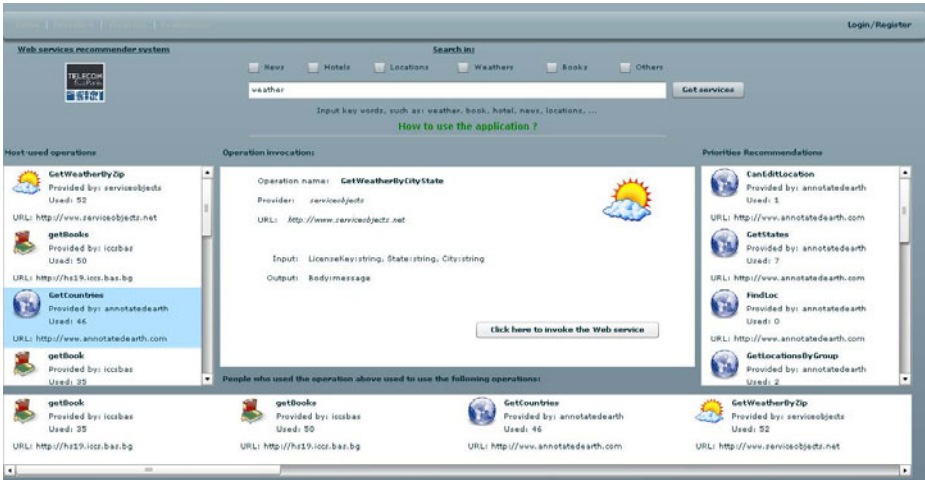 Login/Register
Web services recommender system
Search in:
News Hotels Locations Weathers Books Others
TELECOM
weather
Get services
Input key words, such as: weather, book, hotel, news, locations, ...
How to use the application ?
Most-used operations
Operation invocation:
Priorities Recommendations
GetWeatherByZip
Provided by: serviceobjects
Used: 52
URL: http://www.serviceobjects.net
getBooks
Provided by: iccsbas
Used: 50
URL: http://hs19.iccs.bas.bg
GetCountries
Provided by: annotatedearth
Used: 46
URL: http://www.annotatedearth.com
getBook
Provided by: iccsbas
Used: 35
Operation name: GetWeatherByCityState
Provider: serviceobjects
URL: http://www.serviceobjects.net
Input: LicenseKey:string, State:string, City:string
Output: Body:message
Click here to invoke the Web service
CanEditLocation
Provided by: annotatedearth
Used: 1
URL: http://www.annotatedearth.com
GetStates
Provided by: annotatedearth
Used: 7
URL: http://www.annotatedearth.com
FindLoc
Provided by: annotatedearth
Used: 0
URL: http://www.annotatedearth.com
GetLocationsByGroup
Provided by: annotatedearth
Used: 2
People who used the operation above used to use the following operations:
getBook
Provided by: iccsbas
Used: 35
URL: http://hs19.iccs.bas.bg
getBooks
Provided by: iccsbas
Used: 50
URL: http://hs19.iccs.bas.bg
GetCountries
Provided by: annotatedearth
Used: 46
URL: http://www.annotatedearth.com
GetWeatherByZip
Provided by: serviceobjects
Used: 52
URL: http://www.serviceobjects.net